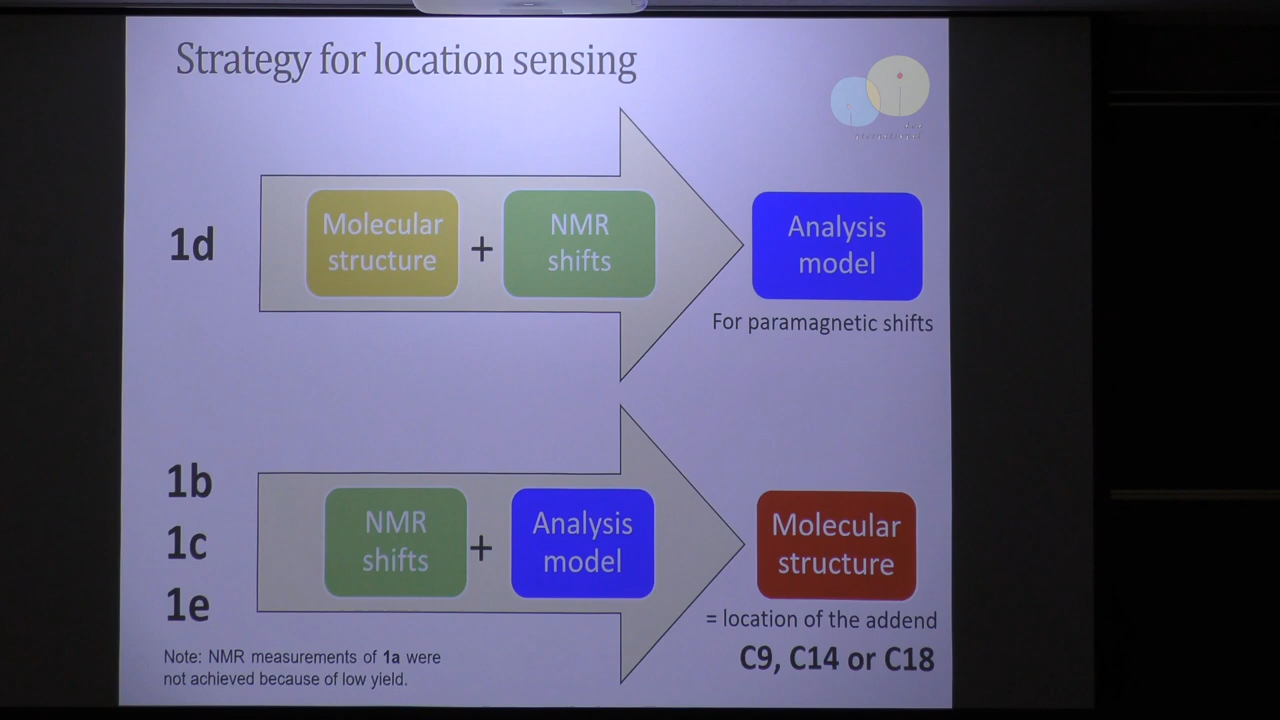 Strategy for location sensing
1d
Molecular
structure
+
NMR
shifts
Analysis
model
For paramagnetic shifts
1b
1c
1e
NMR
shifts
+
Analysis
model
Molecular
structure
= location of the addend
C9, C14 or C18
Note: NMR measurements of 1a were
not achieved because of low yield.